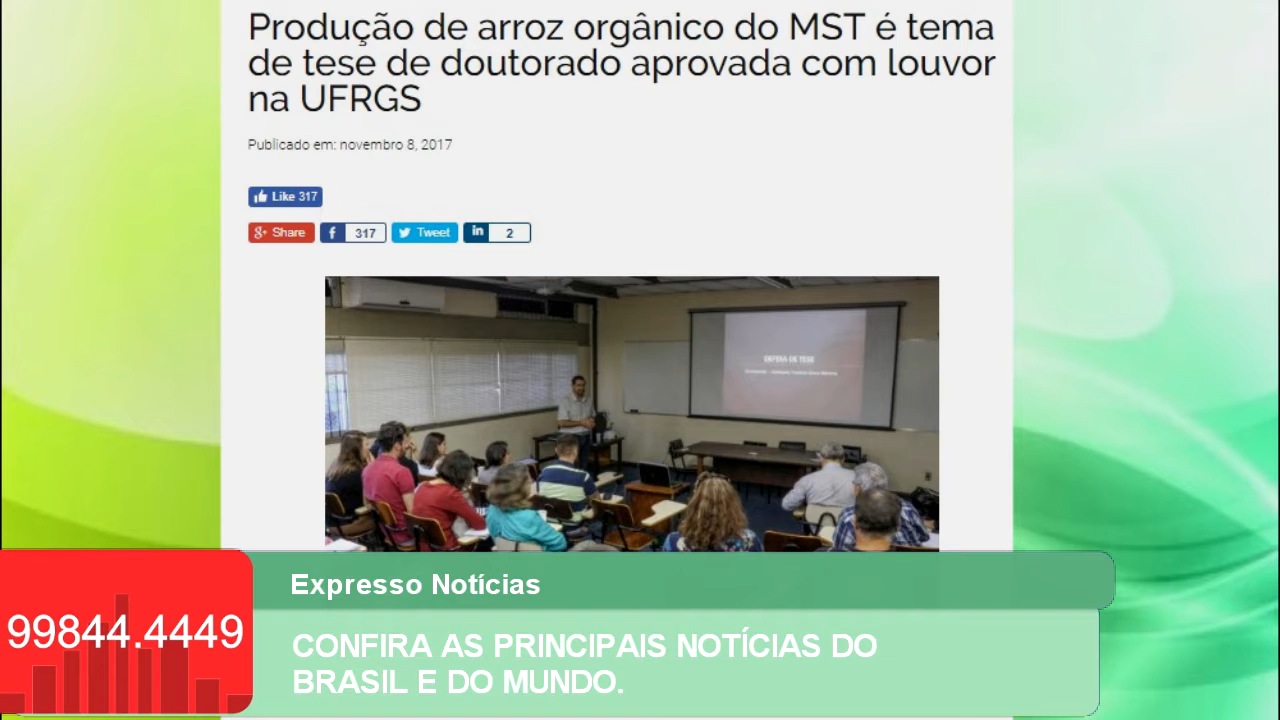 Produção de arroz orgânico do MST é tema
de tese de doutorado aprovada com louvor
na UFRGS
Publicado em: novembro 8, 2017
Like 317
Share
317
Tweet
2
DEFESA DE TESE
Expresso Notícias
99844.4449
CONFIRA AS PRINCIPAIS NOTÍCIAS DO
BRASIL E DO MUNDO.